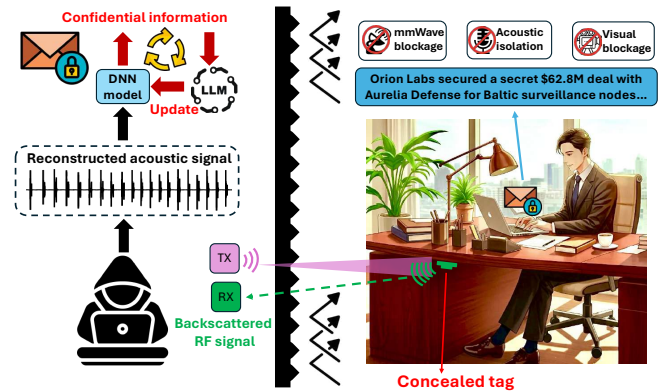 Confidential information
DNN
model
LLM
Update
Reconstructed acoustic signal
TX
RX
Backscattered
RF signal
mmWave
blockage
Acoustic
isolation
Visual
blockage
Orion Labs secured a secret $62.8M deal with
Aurelia Defense for Baltic surveillance nodes...
Concealed tag